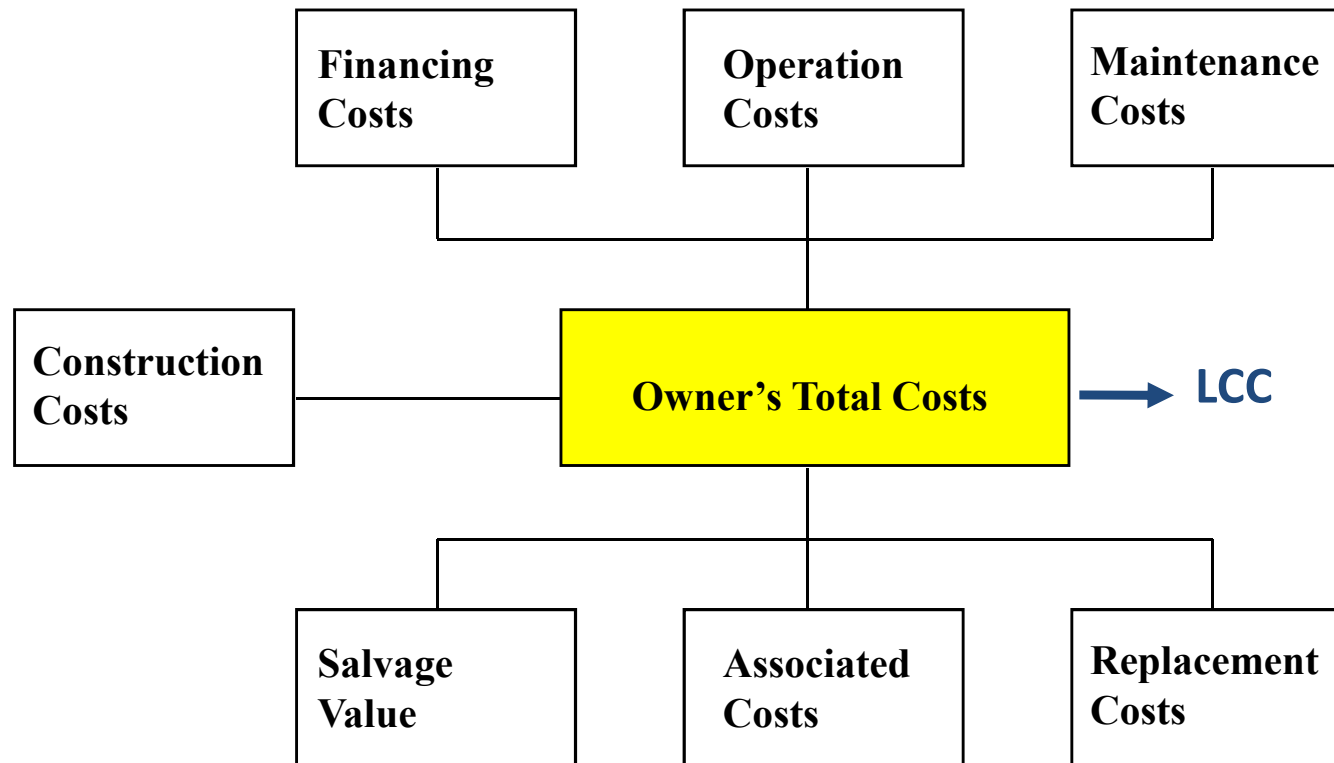 Financing
Costs
Operation
Costs
Maintenance
Costs
Construction
Costs
Owner’s Total Costs
LCC
Salvage
Value
Associated
Costs
Replacement
Costs